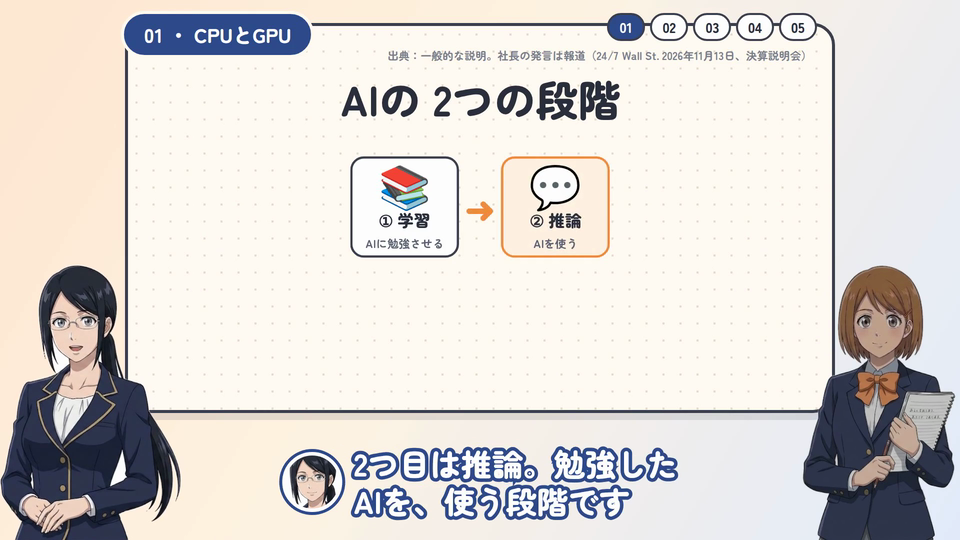 01 ・ CPUとGPU
01 02 03 04 05
出典：一般的な説明。社長の発言は報道（24/7 Wall St. 2026年11月13日、決算説明会）
AIの 2つの段階
① 学習
AIに勉強させる
② 推論
AIを使う
2つ目は推論。勉強した
AIを、使う段階です